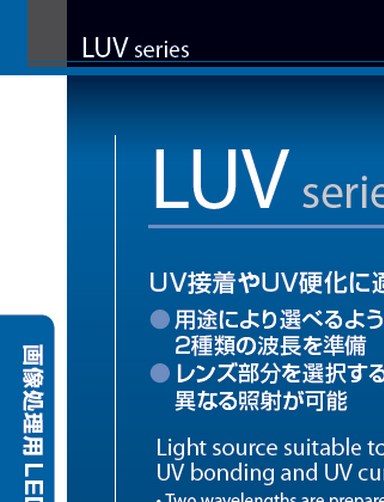 LUV series
LUV serie
UV接着やUV硬化に適
●用途により選べるよう
2種類の波長を準備
●レンズ部分を選択する
異なる照射が可能
Light source suitable to
UV bonding and UV cu
• Two wavelengths are prepare
画像処理用 LED